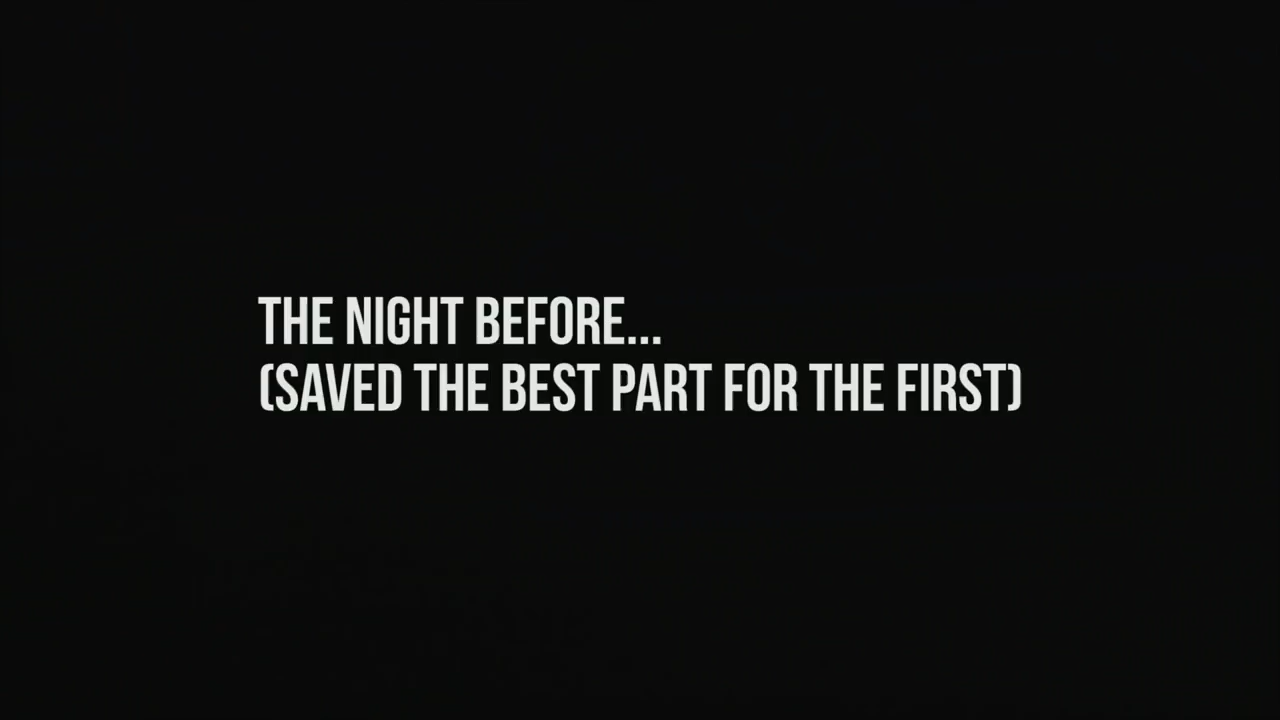 THE NIGHT BEFORE...
(SAVED THE BEST PART FOR THE FIRST)